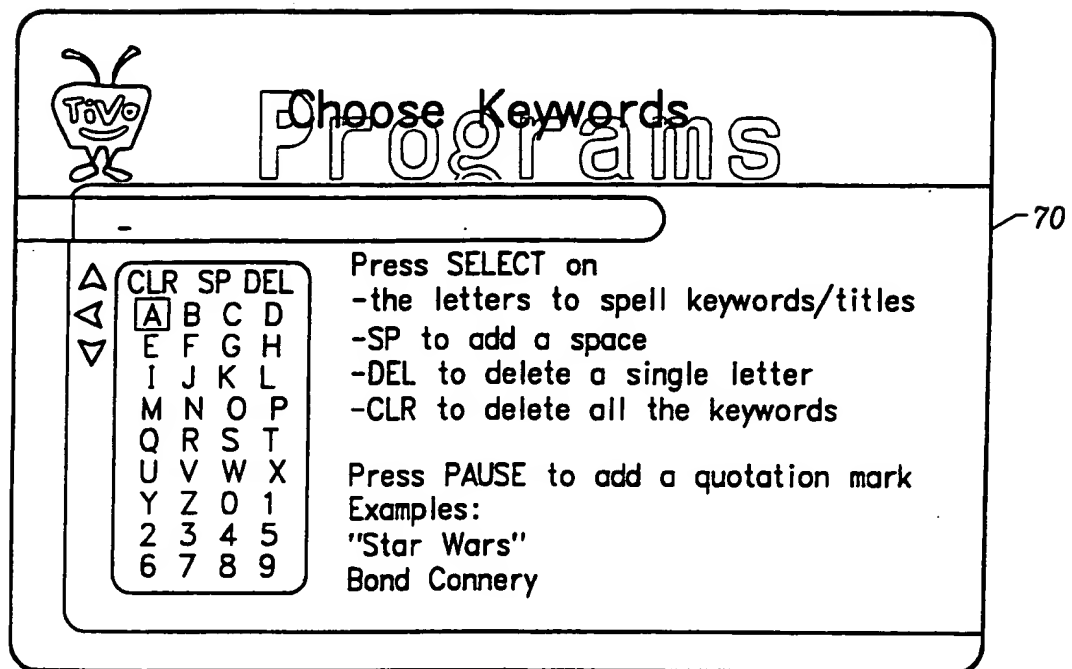 TiVo
Choose Keywords
Programs
-
70
CLR SP DEL
A B C D
E F G H
I J K L
M N O P
Q R S T
U V W X
Y Z 0 1
2 3 4 5
6 7 8 9
Press SELECT on
-the letters to spell keywords/titles
-SP to add a space
-DEL to delete a single letter
-CLR to delete all the keywords
Press PAUSE to add a quotation mark
Examples:
"Star Wars"
Bond Connery